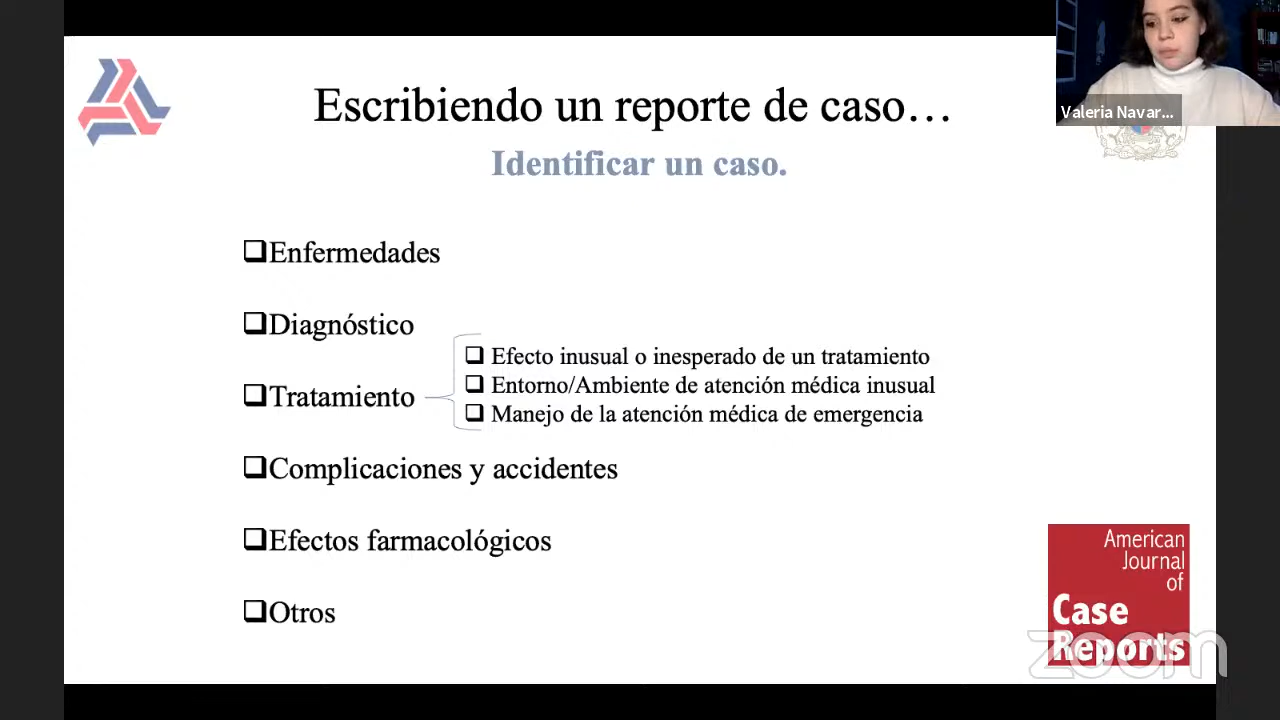 Escribiendo un reporte de caso…
Valeria Navar...
Identificar un caso.
Enfermedades
Diagnóstico
Tratamiento
Efecto inusual o inesperado de un tratamiento
Entorno/Ambiente de atención médica inusual
Manejo de la atención médica de emergencia
Complicaciones y accidentes
Efectos farmacológicos
Otros
American
Journal
of
Case
Reports
zoom